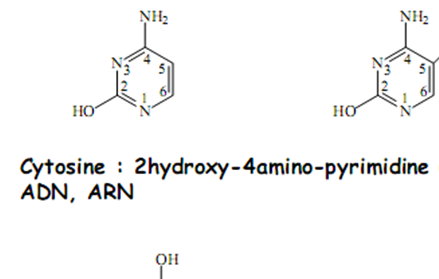 NH₂ NH₂
N 3 4 5 N 3 4 5
2 1 6 2 1 6
HO N HO N
Cytosine : 2hydroxy-4amino-pyrimidine
ADN, ARN
OH